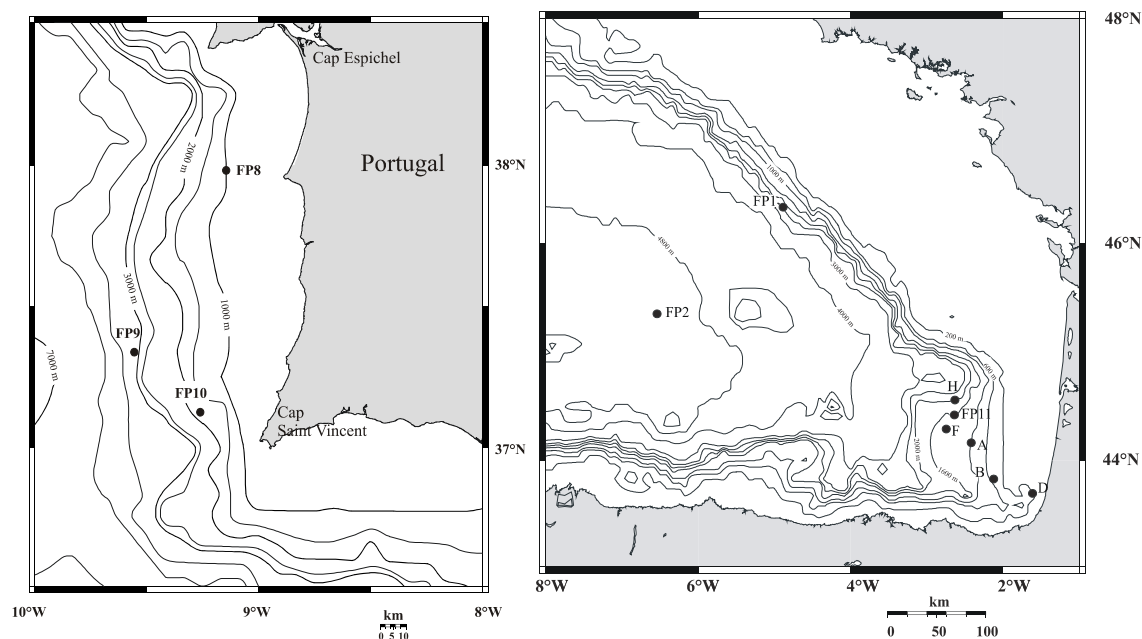 Cap Espichel
2000 m
38°N
FP8
Portugal
3000 m
1000 m
FP9
7000 m
FP10
Cap
Saint Vincent
37°N
10°W
9°W
8°W
km
0 5 10
48°N
1000 m
FP1
4800 m
46°N
3000 m
FP2
4000 m
200 m
600 m
H
FP11
F
A
2000 m
44°N
1600 m
B
D
8°W
6°W
4°W
2°W
km
0 50 100